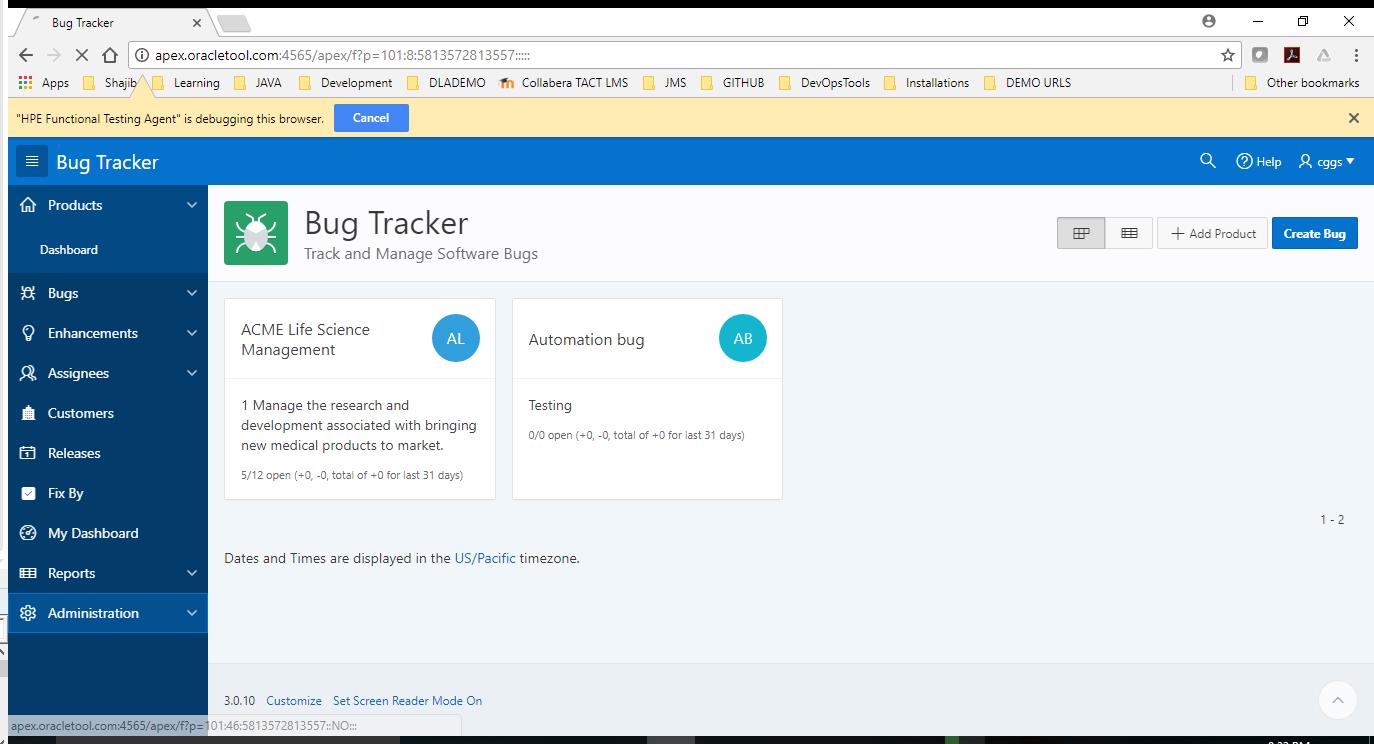 Bug Tracker
apex.oracletool.com:4565/apex/f?p=101:8:5813572813557:::::
Apps Shajib Learning JAVA Development DLADEMO Collabera TACT LMS JMS GITHUB DevOpsTools Installations DEMO URLS Other bookmarks
"HPE Functional Testing Agent" is debugging this browser. Cancel
Bug Tracker Help cggs
Products
Dashboard
Bugs
Enhancements
Assignees
Customers
Releases
Fix By
My Dashboard
Reports
Administration
Bug Tracker
Track and Manage Software Bugs
Add Product Create Bug
ACME Life Science
Management
AL
1 Manage the research and
development associated with bringing
new medical products to market.
5/12 open (+0, -0, total of +0 for last 31 days)
Automation bug
AB
Testing
0/0 open (+0, -0, total of +0 for last 31 days)
1 - 2
Dates and Times are displayed in the US/Pacific timezone.
3.0.10 Customize Set Screen Reader Mode On
apex.oracletool.com:4565/apex/f?p=101:46:5813572813557::NO:::